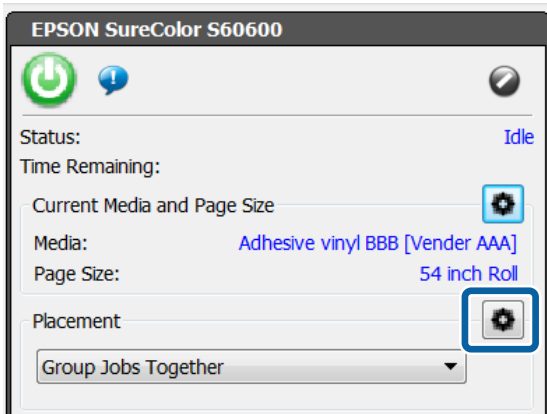 EPSON SureColor S60600
Status: Idle
Time Remaining:
Current Media and Page Size
Media: Adhesive vinyl BBB [Vender AAA]
Page Size: 54 inch Roll
Placement
Group Jobs Together